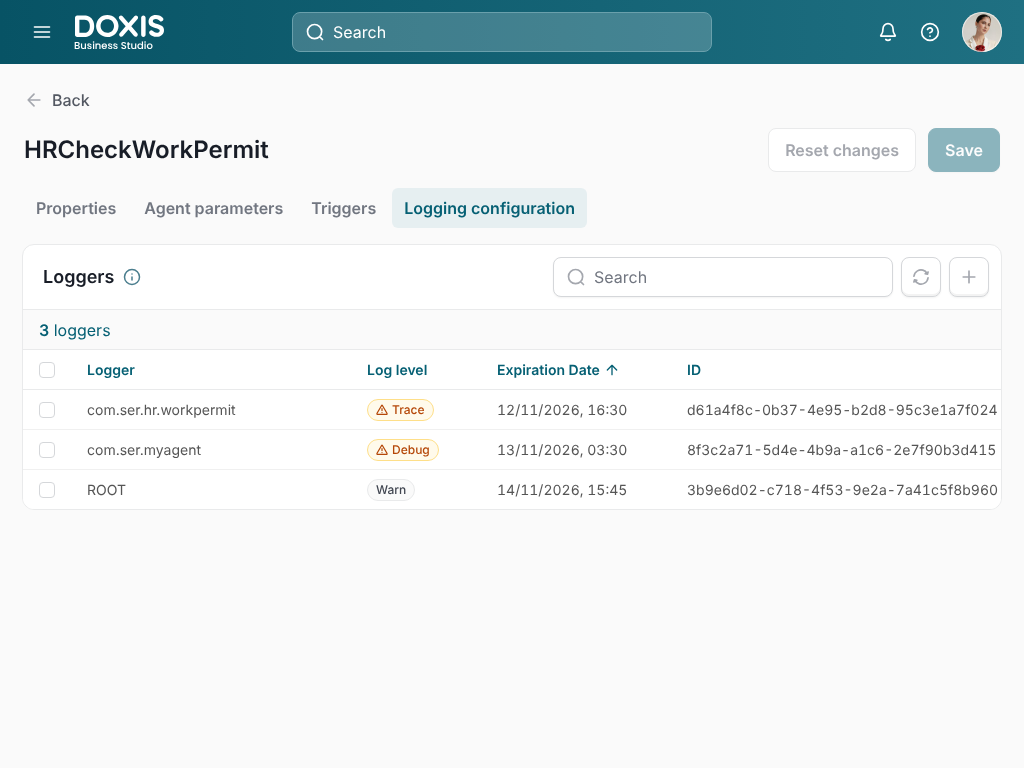 DOXIS
Business Studio
Search
Back
HRCheckWorkPermit
Reset changes
Save
Properties
Agent parameters
Triggers
Logging configuration
Loggers
Search
3 loggers
Logger Log level Expiration Date ID
com.ser.hr.workpermit Trace 12/11/2026, 16:30 d61a4f8c-0b37-4e95-b2d8-95c3e1a7f024
com.ser.myagent Debug 13/11/2026, 03:30 8f3c2a71-5d4e-4b9a-a1c6-2e7f90b3d415
ROOT Warn 14/11/2026, 15:45 3b9e6d02-c718-4f53-9e2a-7a41c5f8b960